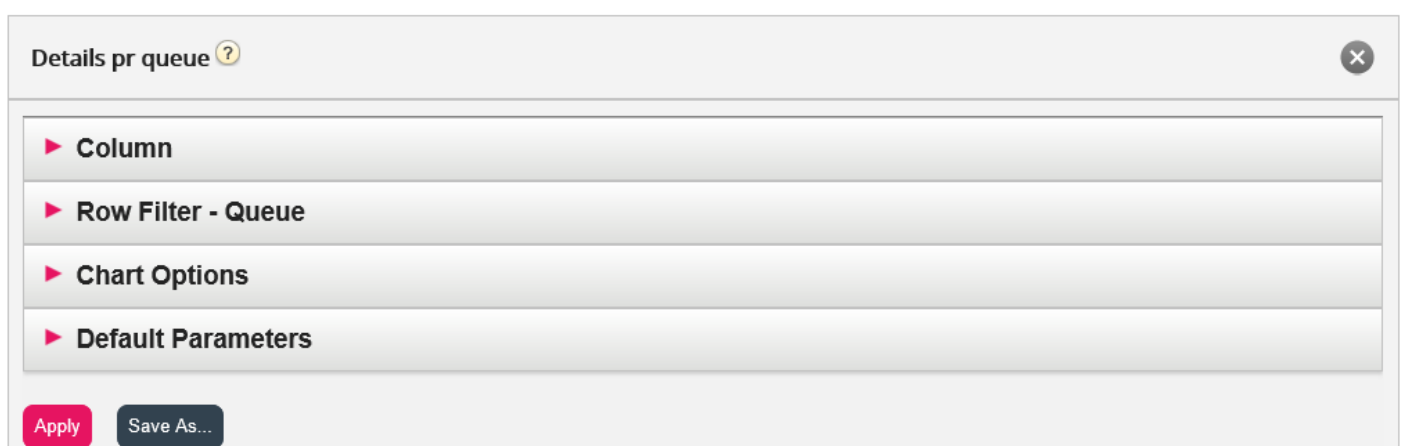 Details pr queue ?
Column
Row Filter - Queue
Chart Options
Default Parameters
Apply Save As...